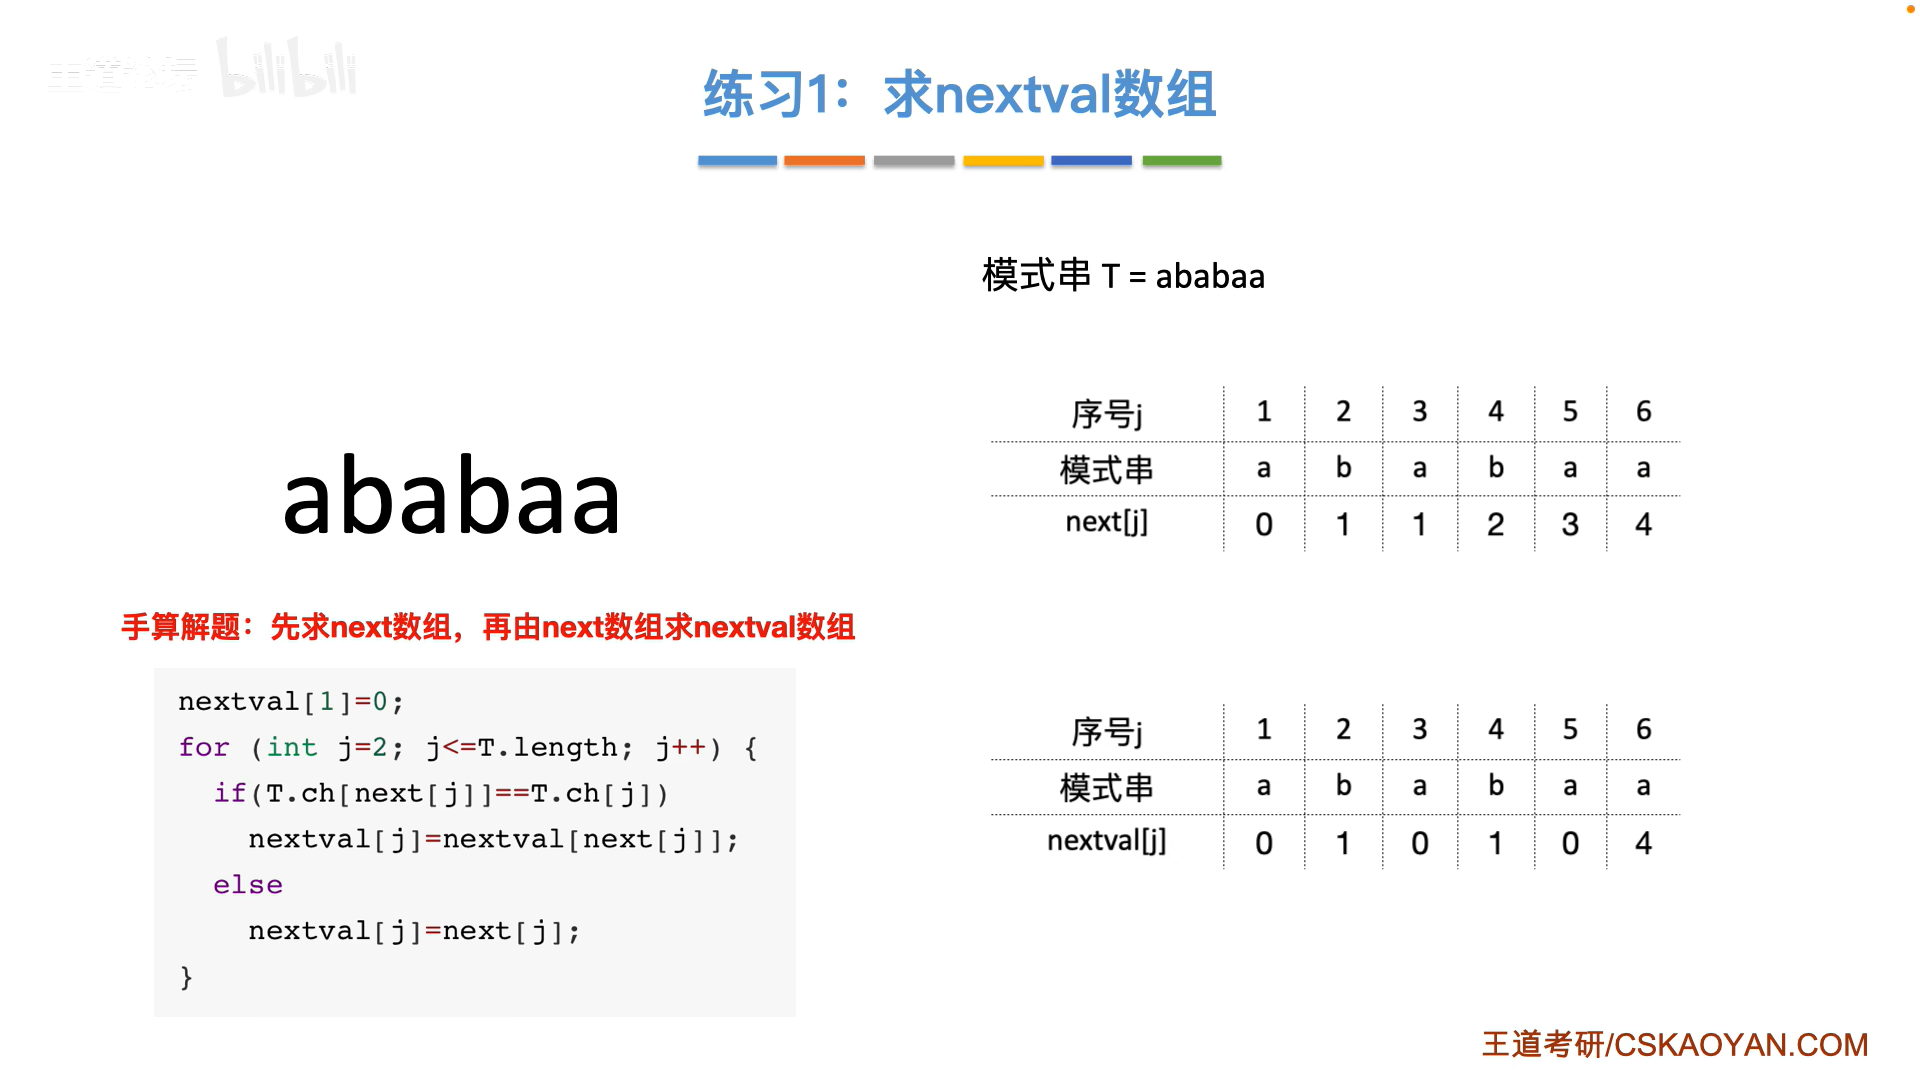 王道论坛 bilibili
练习1：求nextval数组
模式串 T = ababaa
序号j 1 2 3 4 5 6
模式串 a b a b a a
next[j] 0 1 1 2 3 4
ababaa
手算解题：先求next数组，再由next数组求nextval数组
nextval[1]=0;
for (int j=2; j<=T.length; j++) {
  if(T.ch[next[j]]==T.ch[j])
    nextval[j]=nextval[next[j]];
  else
    nextval[j]=next[j];
}
序号j 1 2 3 4 5 6
模式串 a b a b a a
nextval[j] 0 1 0 1 0 4
王道考研/CSKAOYAN.COM